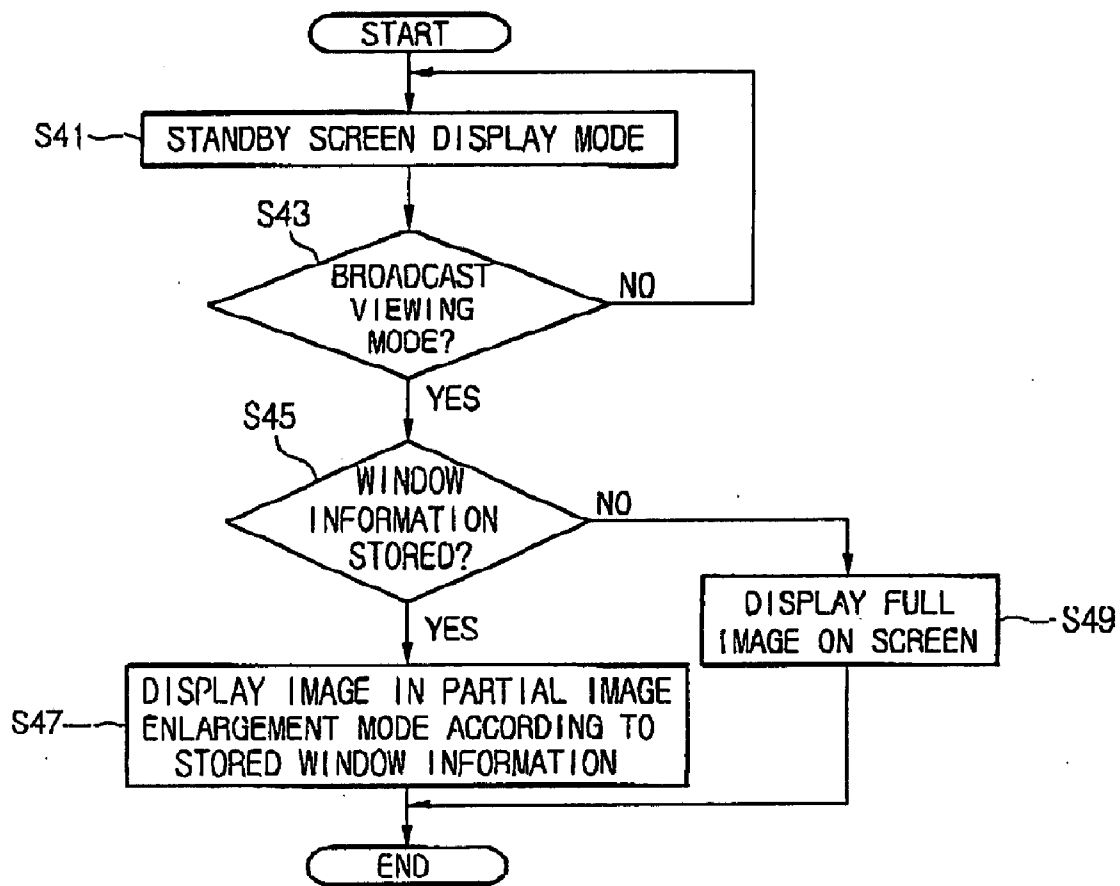 START
S41
STANDBY SCREEN DISPLAY MODE
S43
BROADCAST
VIEWING
MODE?
NO
YES
S45
WINDOW
INFORMATION
STORED?
NO
YES
DISPLAY FULL
IMAGE ON SCREEN
S49
S47
DISPLAY IMAGE IN PARTIAL IMAGE
ENLARGEMENT MODE ACCORDING TO
STORED WINDOW INFORMATION
END